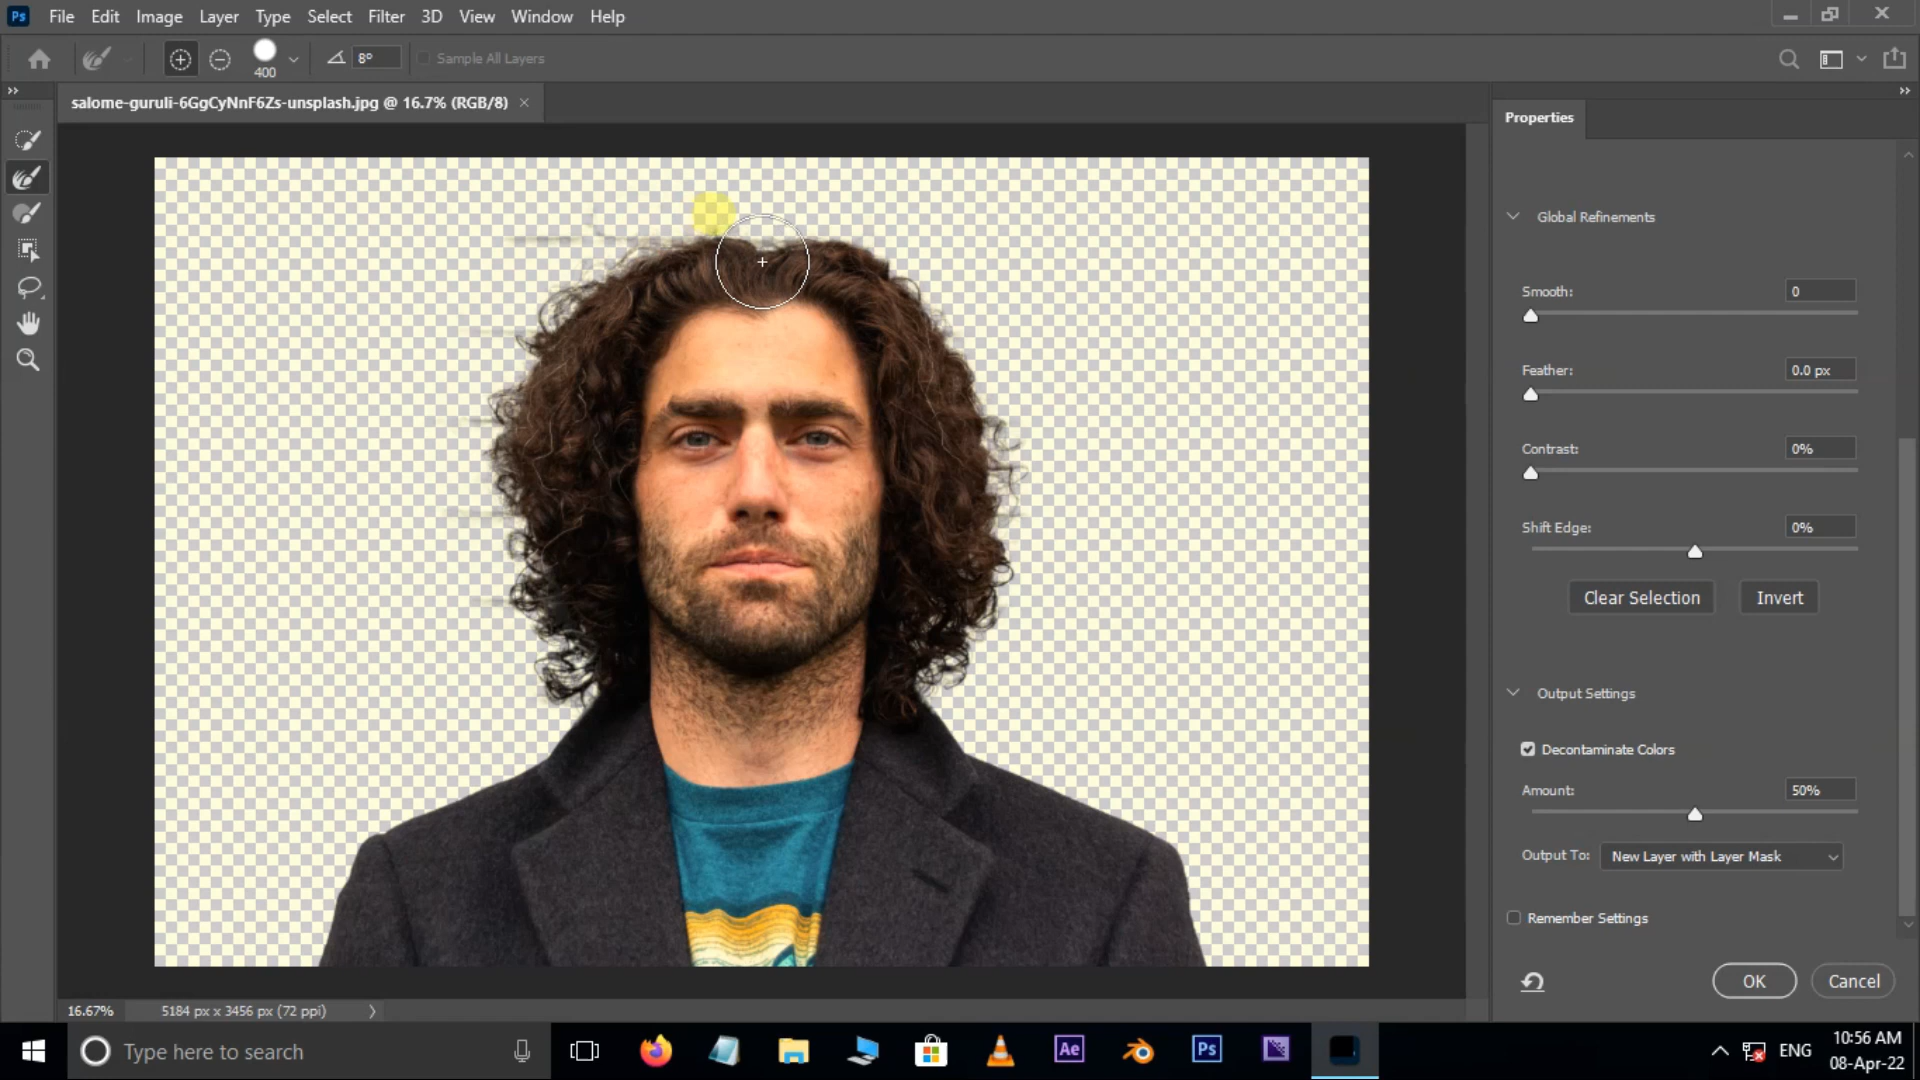 Ps File Edit Image Layer Type Select Filter 3D View Window Help
400 8° Sample All Layers
salome-guruli-6GgCyNnF6Zs-unsplash.jpg @ 16.7% (RGB/8) ×
Properties
Global Refinements
Smooth: 0
Feather: 0.0 px
Contrast: 0%
Shift Edge: 0%
Clear Selection Invert
Output Settings
Decontaminate Colors
Amount: 50%
Output To: New Layer with Layer Mask
Remember Settings
OK Cancel
16.67% 5184 px x 3456 px (72 ppi)
Type here to search Ae Ps ENG 10:56 AM
08-Apr-22